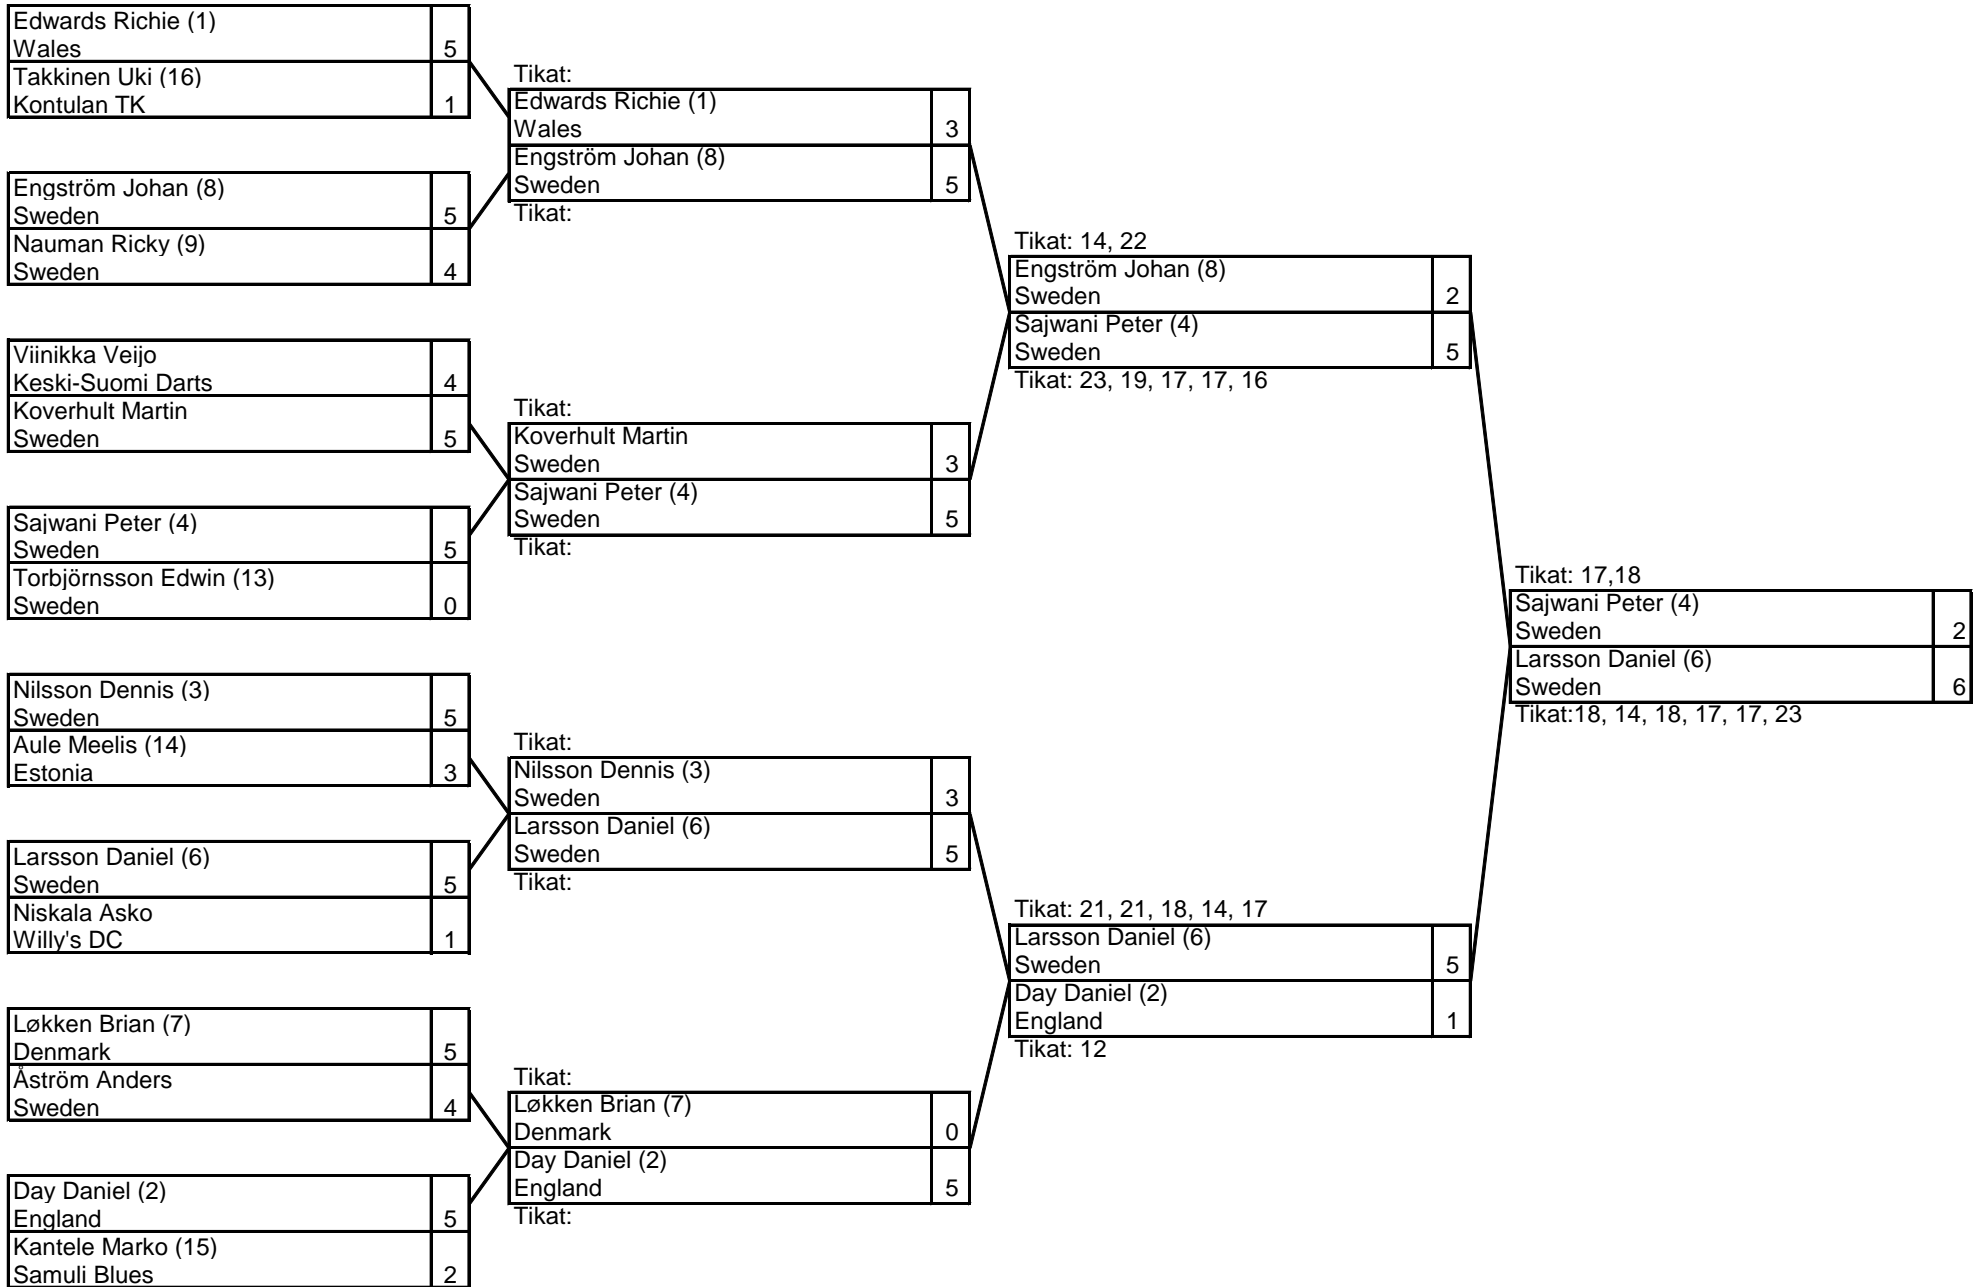 Edwards Richie (1)
Wales 5
Takkinen Uki (16)
Kontulan TK 1
Engström Johan (8)
Sweden 5
Nauman Ricky (9)
Sweden 4
Viinikka Veijo
Keski-Suomi Darts 4
Koverhult Martin
Sweden 5
Sajwani Peter (4)
Sweden 5
Torbjörnsson Edwin (13)
Sweden 0
Nilsson Dennis (3)
Sweden 5
Aule Meelis (14)
Estonia 3
Larsson Daniel (6)
Sweden 5
Niskala Asko
Willy's DC 1
Løkken Brian (7)
Denmark 5
Åström Anders
Sweden 4
Day Daniel (2)
England 5
Kantele Marko (15)
Samuli Blues 2
Tikat:
Edwards Richie (1)
Wales 3
Engström Johan (8)
Sweden 5
Tikat:
Tikat:
Koverhult Martin
Sweden 3
Sajwani Peter (4)
Sweden 5
Tikat:
Tikat:
Nilsson Dennis (3)
Sweden 3
Larsson Daniel (6)
Sweden 5
Tikat:
Tikat:
Løkken Brian (7)
Denmark 0
Day Daniel (2)
England 5
Tikat:
Tikat: 14, 22
Engström Johan (8)
Sweden 2
Sajwani Peter (4)
Sweden 5
Tikat: 23, 19, 17, 17, 16
Tikat: 21, 21, 18, 14, 17
Larsson Daniel (6)
Sweden 5
Day Daniel (2)
England 1
Tikat: 12
Tikat: 17,18
Sajwani Peter (4)
Sweden 2
Larsson Daniel (6)
Sweden 6
Tikat:18, 14, 18, 17, 17, 23